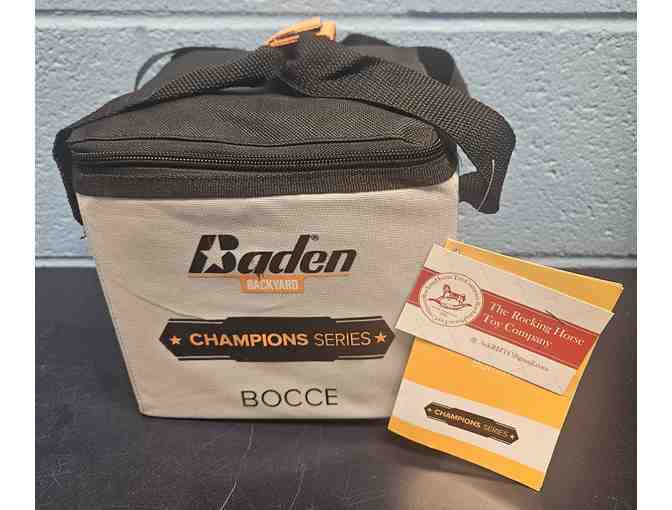 Baden®
BACKYARD
★ CHAMPIONS SERIES ★
BOCCE
The Rocking Horse
Toy Company
★ CHAMPIONS SERIES ★